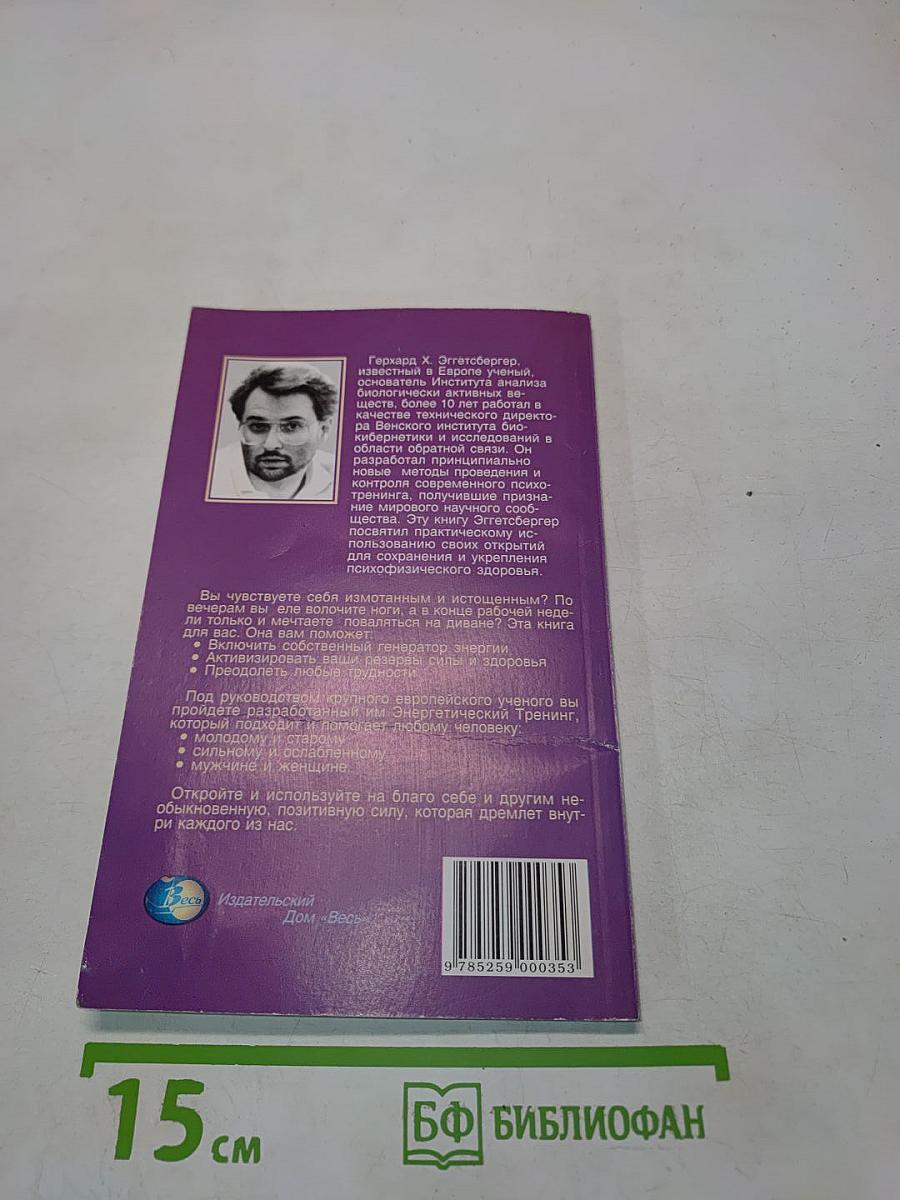 Герхард Х. Эггетсбергер,
известный в Европе ученый,
основатель Института анализа
биологически активных ве-
ществ, более 10 лет работал в
качестве технического директо-
ра Венского института био-
кибернетики и исследований в
области обратной связи. Он
разработал принципиально
новые методы проведения и
контроля современного психо-
тренинга, получившие призна-
ние мирового научного сооб-
щества. Эту книгу Эггетсбергер
посвятил практическому ис-
пользованию своих открытий
для сохранения и укрепления
психофизического здоровья.
Вы чувствуете себя измотанным и истощенным? По
вечерам вы еле волочите ноги, а в конце рабочей неде-
ли только и мечтаете поваляться на диване? Эта книга
для вас. Она вам поможет:
• Включить собственный генератор энергии
• Активизировать ваши резервы силы и здоровья
• Преодолеть любые трудности
Под руководством крупного европейского ученого вы
пройдете разработанный им Энергетический Тренинг,
который подходит и помогает любому человеку:
• молодому и старому
• сильному и ослабленному
• мужчине и женщине
Откройте и используйте на благо себе и другим не-
обыкновенную, позитивную силу, которая дремлет внут-
ри каждого из нас.
Весь
Издательский
Дом «Весь»
9 785259 000353
15 см
БФ БИБЛИОФАН